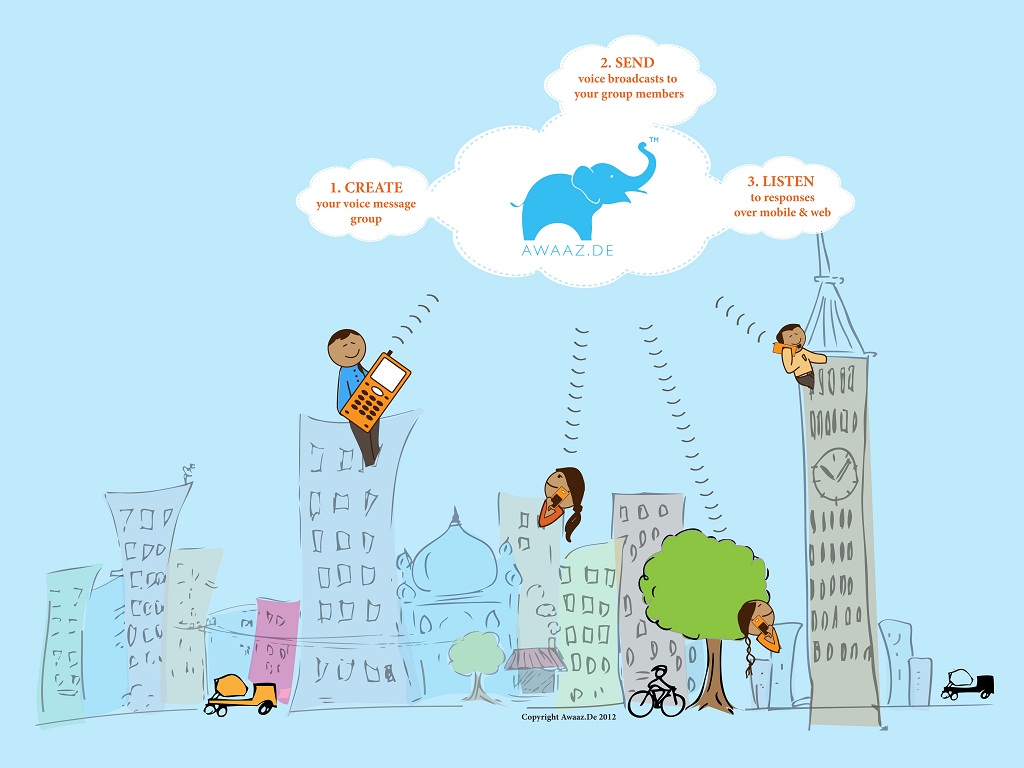 2. SEND
voice broadcasts to
your group members
TM
1. CREATE
your voice message
group
3. LISTEN
to responses
over mobile & web
AWAAZ.DE
Copyright Awaaz.De 2012